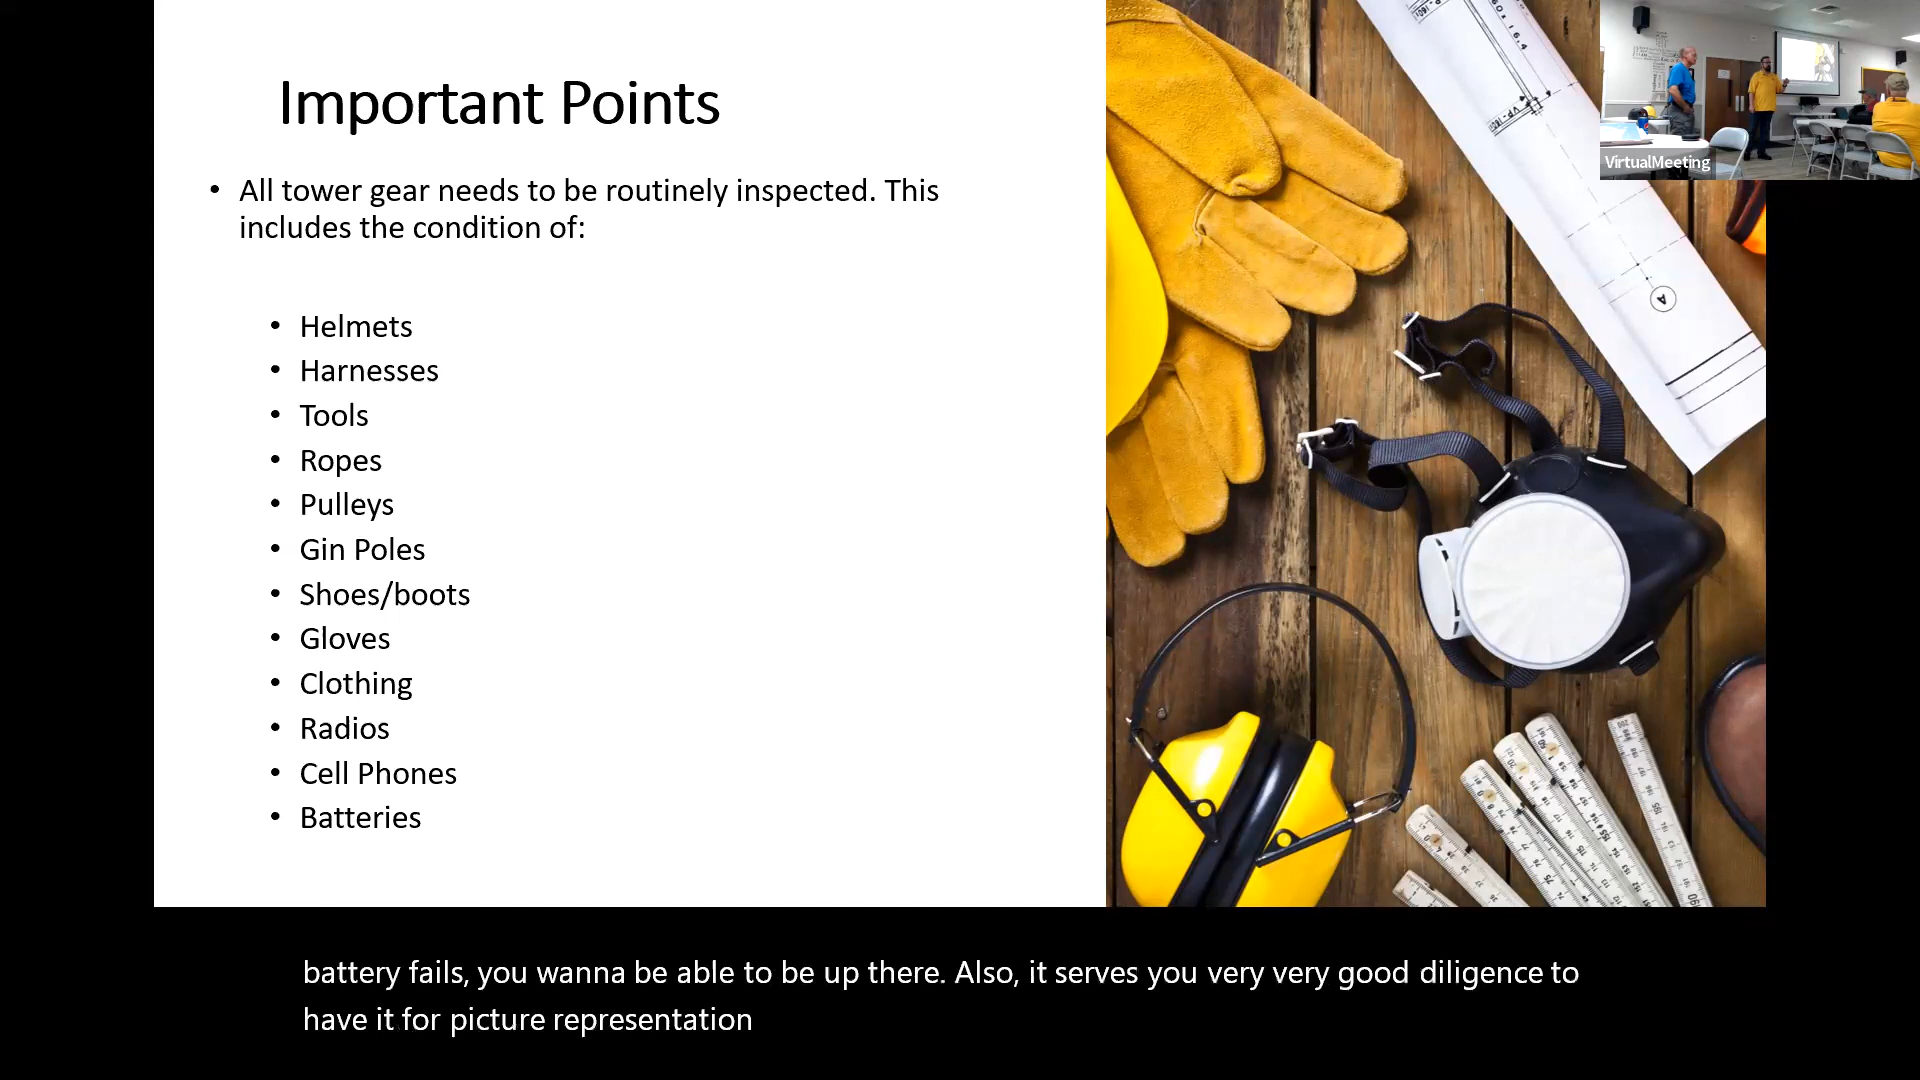 Important Points
• All tower gear needs to be routinely inspected. This
includes the condition of:
• Helmets
• Harnesses
• Tools
• Ropes
• Pulleys
• Gin Poles
• Shoes/boots
• Gloves
• Clothing
• Radios
• Cell Phones
• Batteries
A
VirtualMeeting
battery fails, you wanna be able to be up there. Also, it serves you very very good diligence to
have it for picture representation